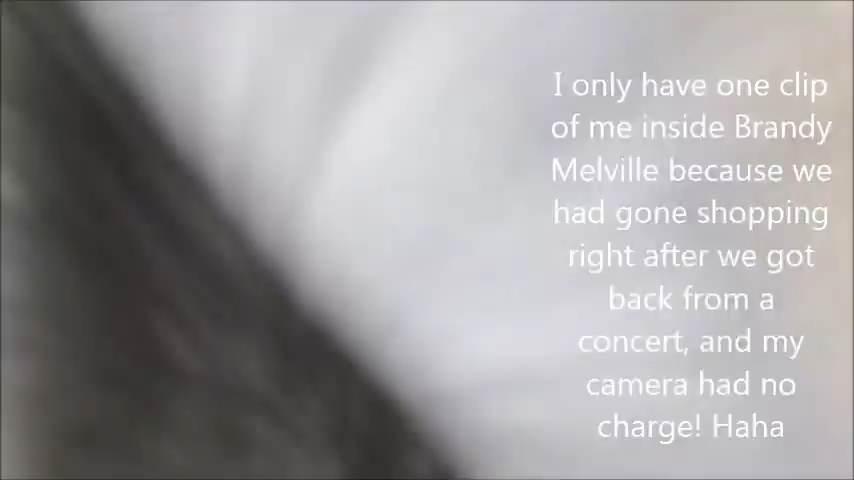 I only have one clip
of me inside Brandy
Melville because we
had gone shopping
right after we got
back from a
concert, and my
camera had no
charge! Haha